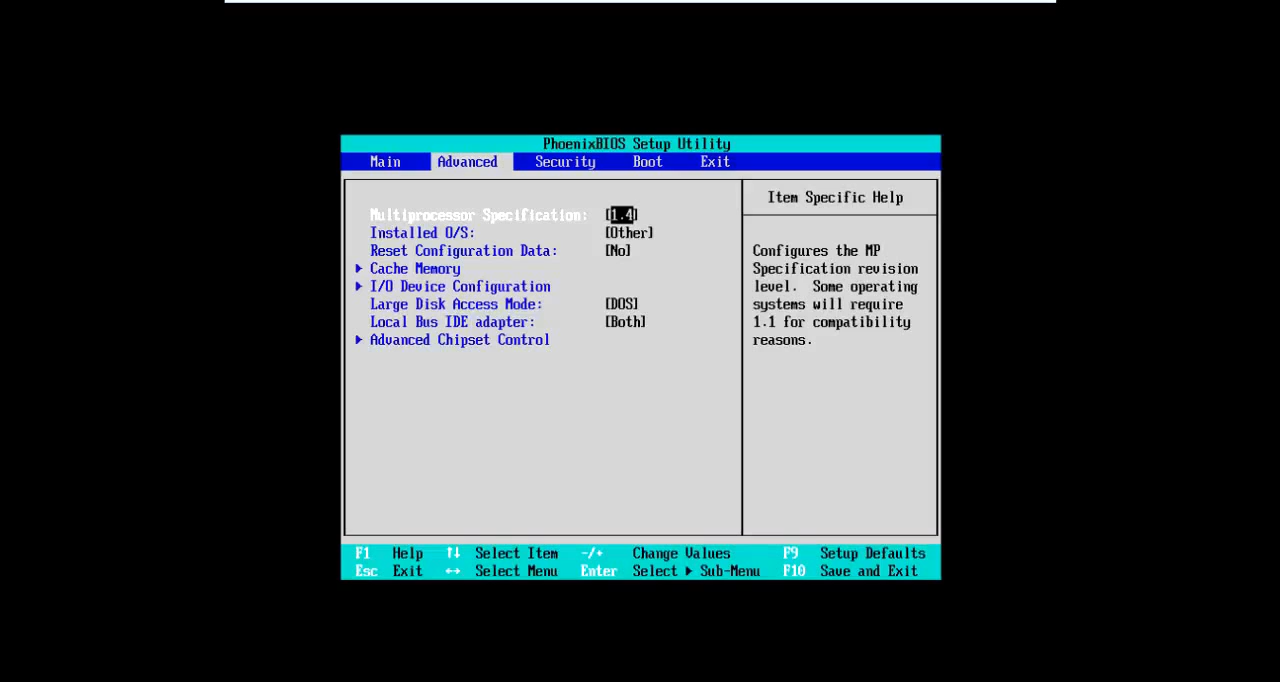 PhoenixBIOS Setup Utility
Main Advanced Security Boot Exit
Multiprocessor Specification: [1.4]
Installed O/S: [Other]
Reset Configuration Data: [No]
Cache Memory
I/O Device Configuration
Large Disk Access Mode: [DOS]
Local Bus IDE adapter: [Both]
Advanced Chipset Control
Item Specific Help
Configures the MP
Specification revision
level. Some operating
systems will require
1.1 for compatibility
reasons.
F1 Help ↑↓ Select Item -/+ Change Values F9 Setup Defaults
Esc Exit ↔ Select Menu Enter Select ▶ Sub-Menu F10 Save and Exit